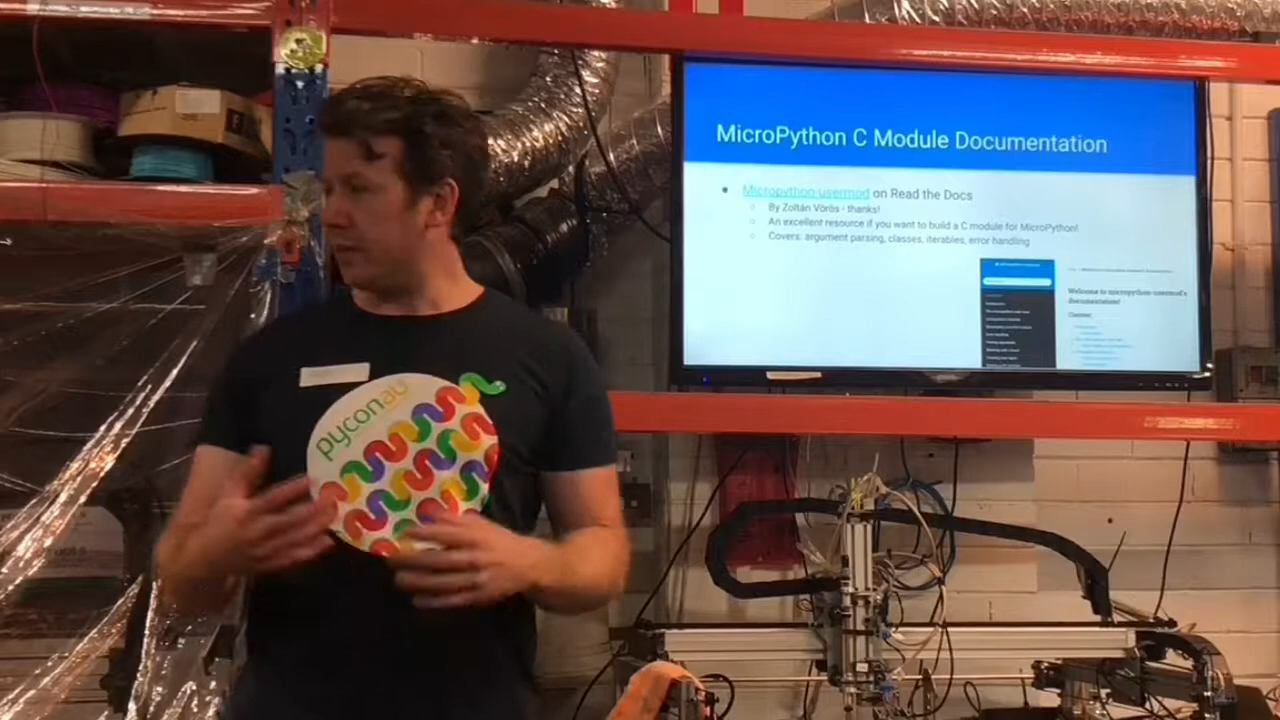 MicroPython C Module Documentation
Micropython-usermod on Read the Docs
By Zoltán Vörös - thanks!
An excellent resource if you want to build a C module for MicroPython!
Covers: argument parsing, classes, iterables, error handling
Welcome to micropython-usermod's
documentation!
pyconau